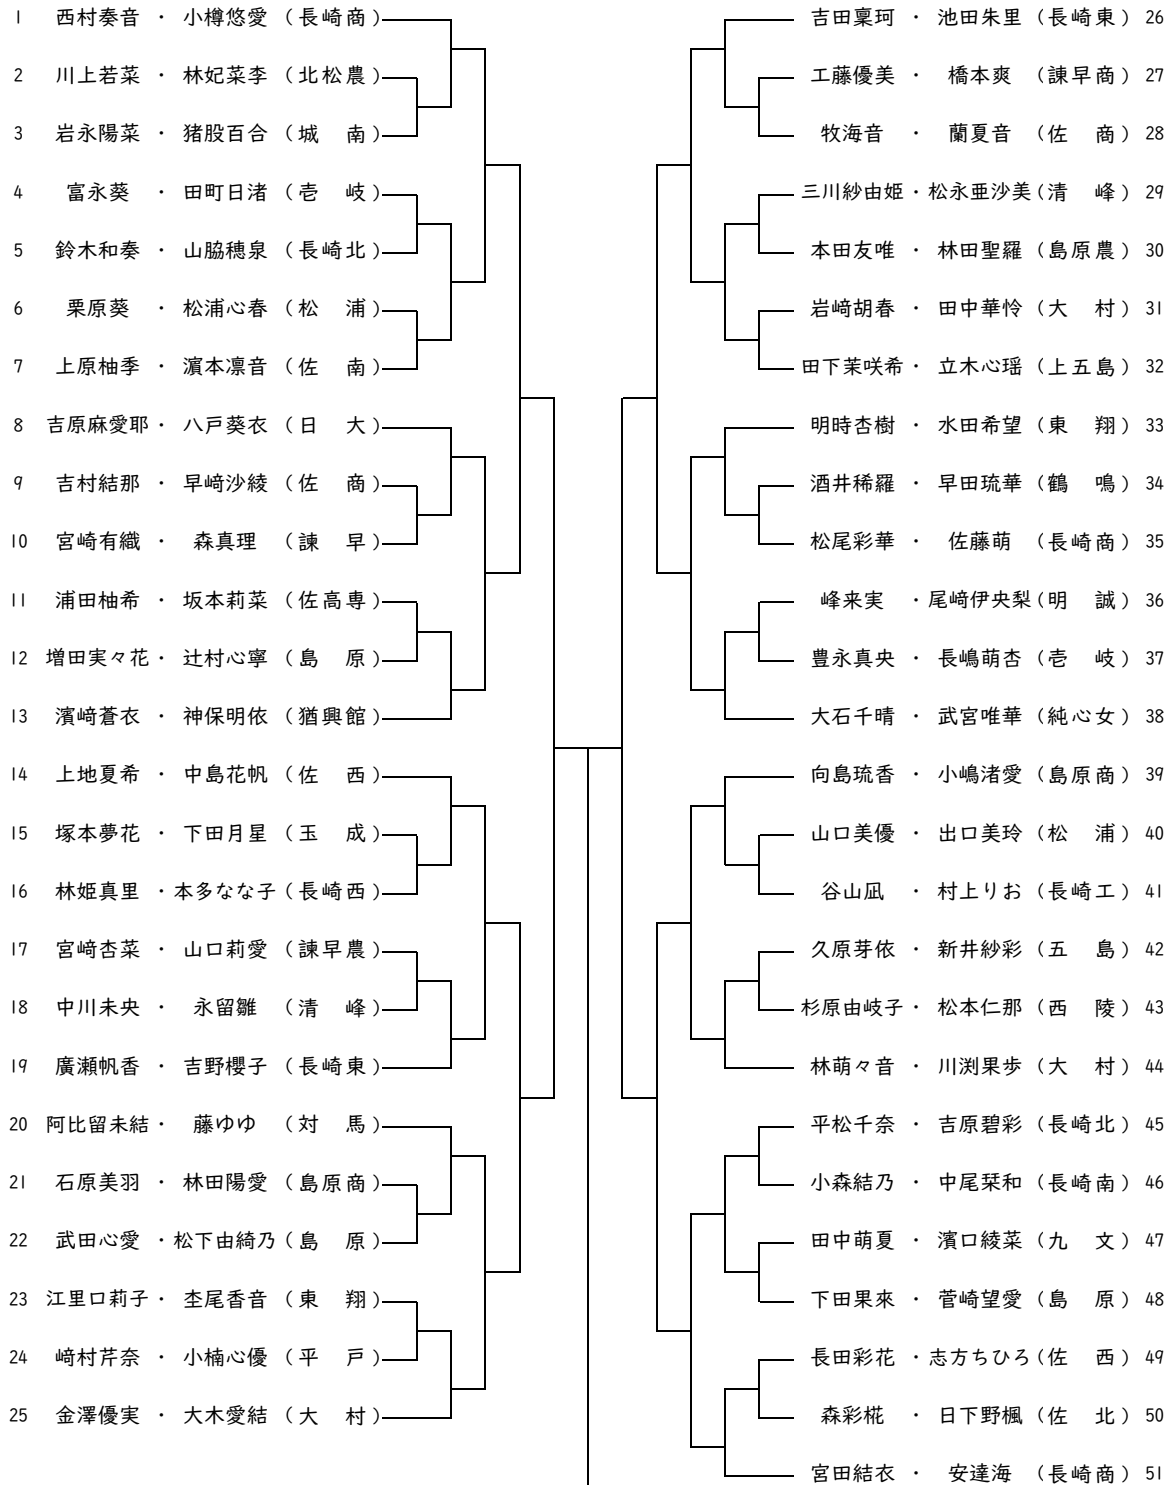 1 西村奏音 ・ 小樽悠愛 (長崎商)
2 川上若菜 ・ 林妃菜李 (北松農)
3 岩永陽菜 ・ 猪股百合 (城 南)
4 富永葵 ・ 田町日渚 (壱 岐)
5 鈴木和奏 ・ 山脇穂泉 (長崎北)
6 栗原葵 ・ 松浦心春 (松 浦)
7 上原柚季 ・ 濵本凛音 (佐 南)
8 吉原麻愛耶・ 八戸葵衣 (日 大)
9 吉村結那 ・ 早﨑沙綾 (佐 商)
10 宮崎有織 ・ 森真理 (諫 早)
11 浦田柚希 ・ 坂本莉菜 (佐高専)
12 増田実々花・ 辻村心寧 (島 原)
13 濱﨑蒼衣 ・ 神保明依 (猶興館)
14 上地夏希 ・ 中島花帆 (佐 西)
15 塚本夢花 ・ 下田月星 (玉 成)
16 林姫真里 ・本多なな子(長崎西)
17 宮﨑杏菜 ・ 山口莉愛 (諫早農)
18 中川未央 ・ 永留雛 (清 峰)
19 廣瀬帆香 ・ 吉野櫻子 (長崎東)
20 阿比留未結・ 藤ゆゆ (対 馬)
21 石原美羽 ・ 林田陽愛 (島原商)
22 武田心愛 ・松下由綺乃(島 原)
23 江里口莉子・ 杢尾香音 (東 翔)
24 﨑村芹奈 ・ 小楠心優 (平 戸)
25 金澤優実 ・ 大木愛結 (大 村)
吉田稟珂 ・ 池田朱里 (長崎東) 26
工藤優美 ・ 橋本爽 (諫早商) 27
牧海音 ・ 蘭夏音 (佐 商) 28
三川紗由姫・松永亜沙美(清 峰) 29
本田友唯 ・ 林田聖羅 (島原農) 30
岩﨑胡春 ・ 田中華怜 (大 村) 31
田下茉咲希・ 立木心瑶 (上五島) 32
明時杏樹 ・ 水田希望 (東 翔) 33
酒井稀羅 ・ 早田琉華 (鶴 鳴) 34
松尾彩華 ・ 佐藤萌 (長崎商) 35
峰来実 ・尾﨑伊央梨(明 誠) 36
豊永真央 ・ 長嶋萌杏 (壱 岐) 37
大石千晴 ・ 武宮唯華 (純心女) 38
向島琉香 ・ 小嶋渚愛 (島原商) 39
山口美優 ・ 出口美玲 (松 浦) 40
谷山凪 ・ 村上りお (長崎工) 41
久原芽依 ・ 新井紗彩 (五 島) 42
杉原由岐子・ 松本仁那 (西 陵) 43
林萌々音 ・ 川渕果歩 (大 村) 44
平松千奈 ・ 吉原碧彩 (長崎北) 45
小森結乃 ・ 中尾栞和 (長崎南) 46
田中萌夏 ・ 濱口綾菜 (九 文) 47
下田果來 ・ 菅崎望愛 (島 原) 48
長田彩花 ・志方ちひろ(佐 西) 49
森彩椛 ・ 日下野楓 (佐 北) 50
宮田結衣 ・ 安達海 (長崎商) 51